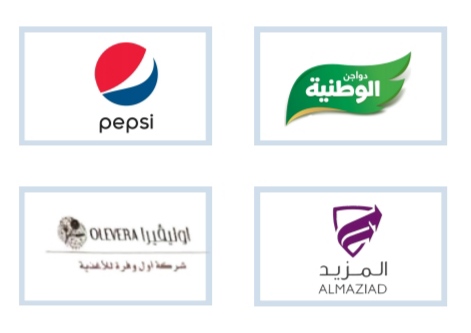 pepsi
دواجن
الوطنية
OLEVERA اوليفيرا
شركة اول وفرة للأغذية
المزيد
ALMAZIAD